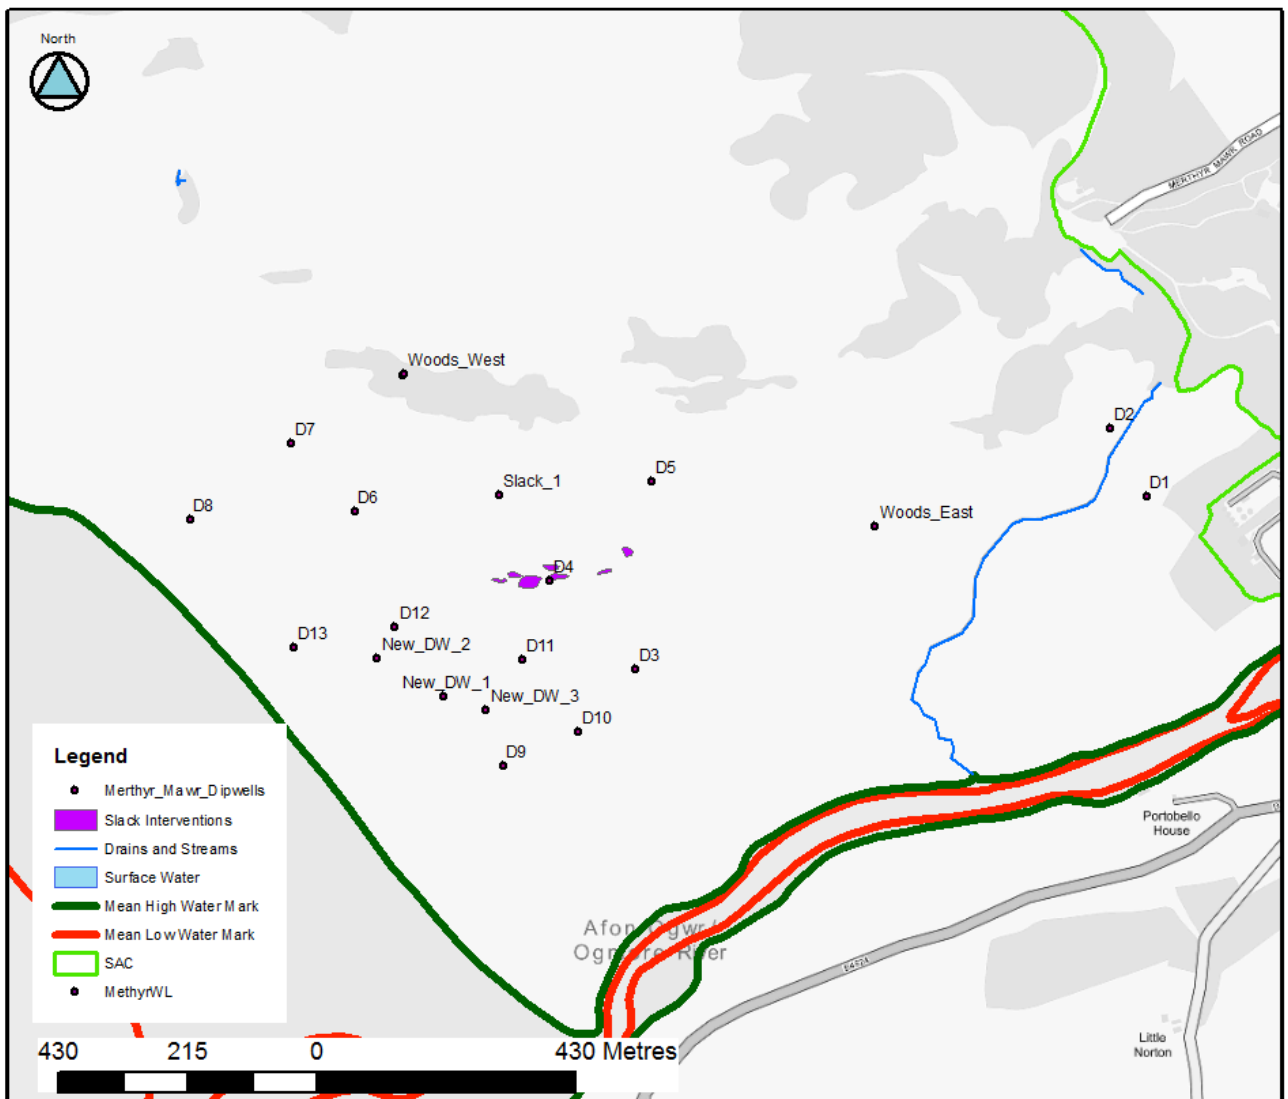 North
MERTHYR MAWR ROAD
Woods_West
D7
D2
D5
Slack_1
D1
D6
D8
Woods_East
D4
D12
D13
New_DW_2
D11
D3
New_DW_1
New_DW_3
D10
D9
Legend
Merthyr_Mawr_Dipwells
Slack Interventions
Drains and Streams
Surface Water
Mean High Water Mark
Mean Low Water Mark
SAC
MethyrWL
Portobello
House
Afon Ogwr /
Ogmore River
B4524
Little
Norton
430 215 0 430 Metres